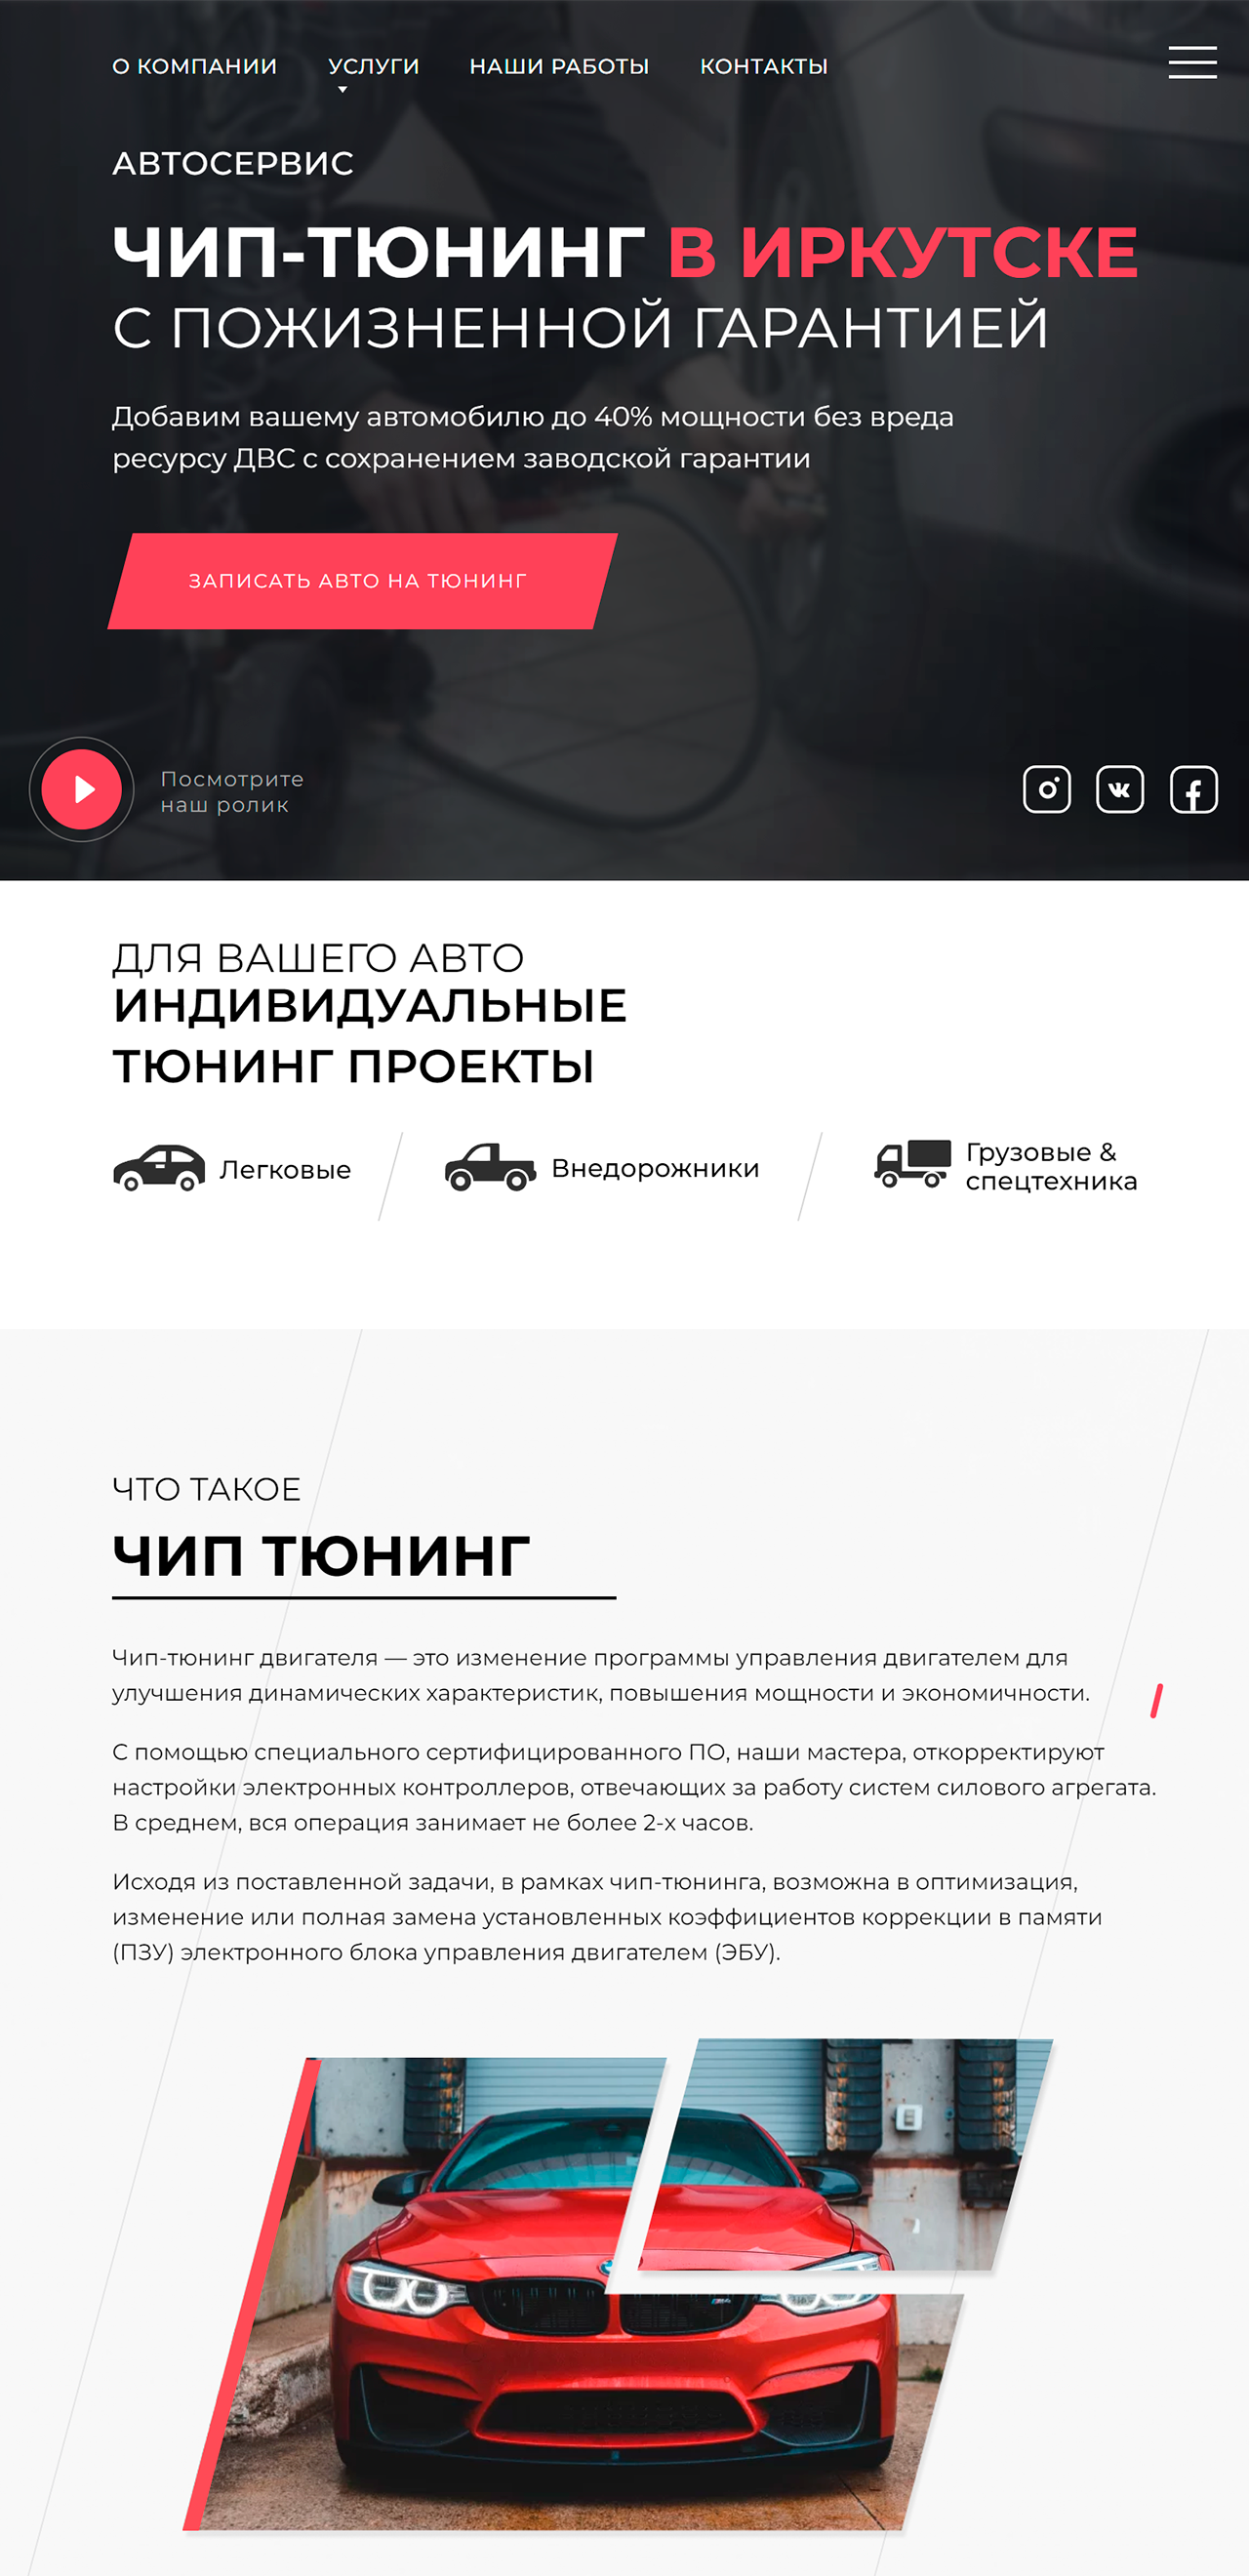 О КОМПАНИИ УСЛУГИ НАШИ РАБОТЫ КОНТАКТЫ
АВТОСЕРВИС
ЧИП-ТЮНИНГ В ИРКУТСКЕ
С ПОЖИЗНЕННОЙ ГАРАНТИЕЙ
Добавим вашему автомобилю до 40% мощности без вреда
ресурсу ДВС с сохранением заводской гарантии
ЗАПИСАТЬ АВТО НА ТЮНИНГ
Посмотрите
наш ролик
ДЛЯ ВАШЕГО АВТО
ИНДИВИДУАЛЬНЫЕ
ТЮНИНГ ПРОЕКТЫ
Легковые
Внедорожники
Грузовые &
спецтехника
ЧТО ТАКОЕ
ЧИП ТЮНИНГ
Чип-тюнинг двигателя — это изменение программы управления двигателем для
улучшения динамических характеристик, повышения мощности и экономичности.
С помощью специального сертифицированного ПО, наши мастера, откорректируют
настройки электронных контроллеров, отвечающих за работу систем силового агрегата.
В среднем, вся операция занимает не более 2-х часов.
Исходя из поставленной задачи, в рамках чип-тюнинга, возможна в оптимизация,
изменение или полная замена установленных коэффициентов коррекции в памяти
(ПЗУ) электронного блока управления двигателем (ЭБУ).